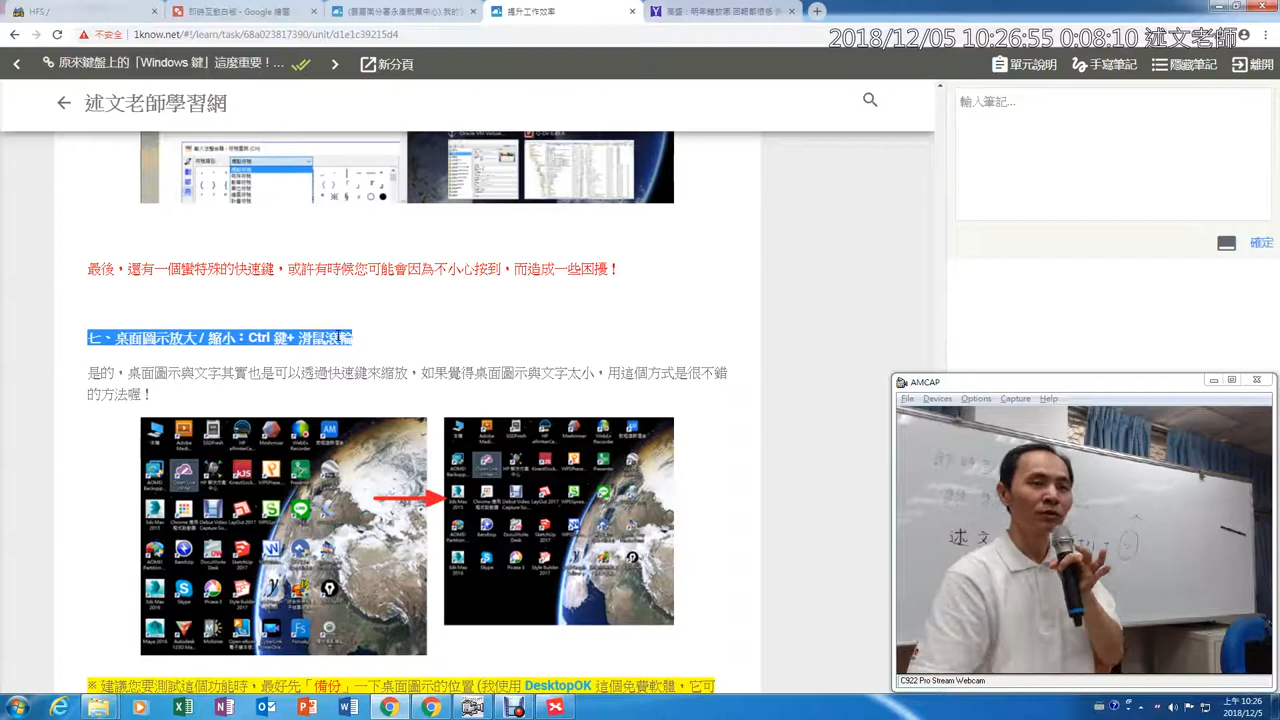 HFS /
即時互動白板 - Google 繪圖
提升工作效率
不安全
1know.net/#!/learn/task/68a023817390/unit/d1e1c39215d4
2018/12/05 10:26:55 0:08:10 述文老師
原來鍵盤上的「Windows 鍵」這麼重要！...
新分頁
單元說明
手寫筆記
隱藏筆記
離開
述文老師學習網
輸入筆記...
確定
最後，還有一個蠻特殊的快速鍵，或許有時候您可能會因為不小心按到，而造成一些困擾！
七、桌面圖示放大 / 縮小：Ctrl 鍵+ 滑鼠滾輪
是的，桌面圖示與文字其實也是可以透過快速鍵來縮放，如果覺得桌面圖示與文字太小，用這個方式是很不錯
的方法喔！
※ 建議您要測試這個功能時，最好先「備份」一下桌面圖示的位置 (我使用 DesktopOK 這個免費軟體，它可
AMCAP
File Devices Options Capture Help
C922 Pro Stream Webcam
上午 10:26
2018/12/5